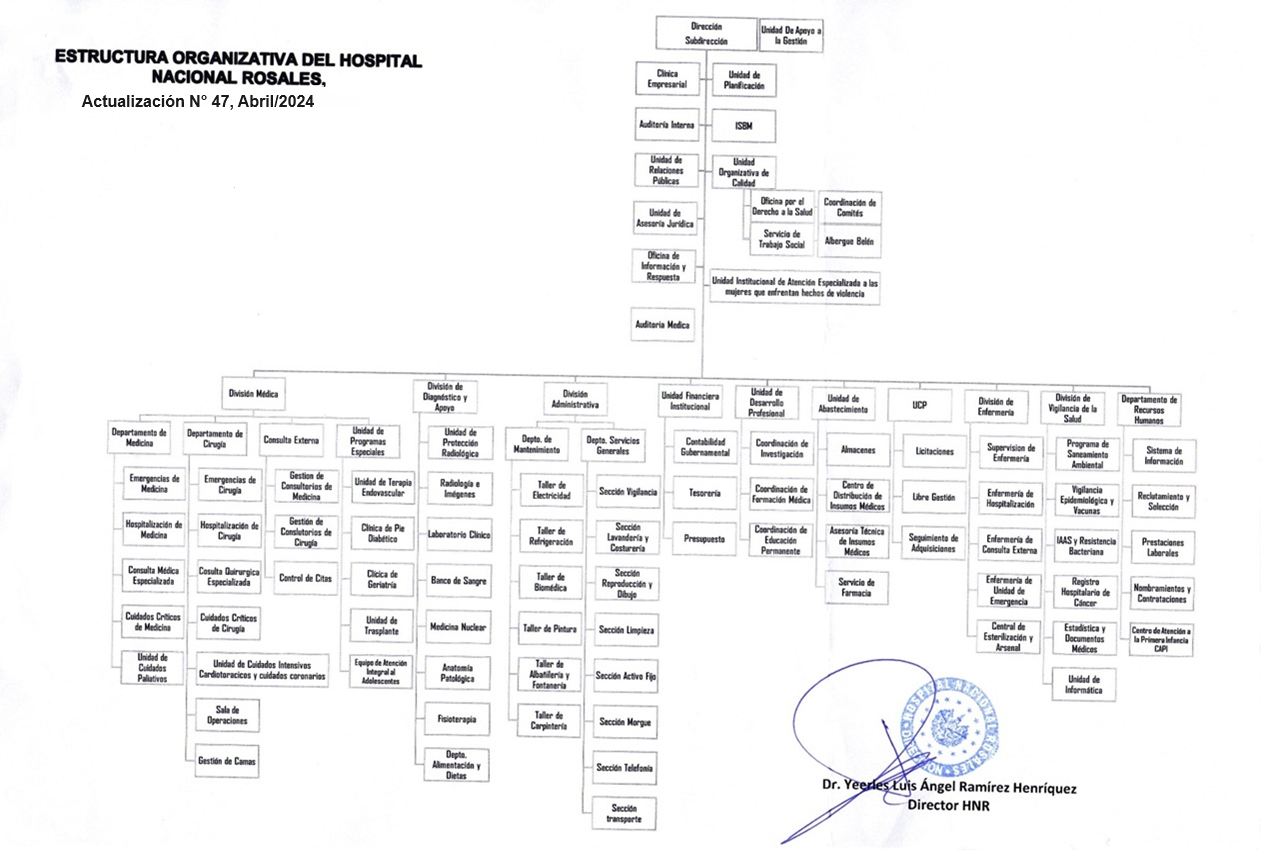 ESTRUCTURA ORGANIZATIVA DEL HOSPITAL
NACIONAL ROSALES,
Actualización N° 47, Abril/2024
Dirección
Subdirección
Unidad De Apoyo a
la Gestión
Clínica
Empresarial
Unidad de
Planificación
Auditoría Interna
ISBM
Unidad de
Relaciones
Públicas
Unidad
Organizativa de
Calidad
Oficina por el
Derecho a la Salud
Coordinación de
Comités
Unidad de
Asesoría Jurídica
Servicio de
Trabajo Social
Albergue Belén
Oficina de
Información y
Respuesta
Unidad Institucional de Atención Especializada a las
mujeres que enfrentan hechos de violencia
Auditoria Medica
División Médica
Departamento de
Medicina
Emergencias de
Medicina
Hospitalización de
Medicina
Consulta Médica
Especializada
Cuidados Críticos
de Medicina
Unidad de
Cuidados
Paliativos
Departamento de
Cirugía
Emergencias de
Cirugía
Hospitalización de
Cirugía
Cosulta Quirurgica
Especializada
Cuidados Críticos
de Cirugía
Unidad de Cuidados Intensivos
Cardiotoracicos y cuidados coronarios
Sala de
Operaciones
Gestión de Camas
Consulta Externa
Gestion de
Consultorios de
Medicina
Gestión de
Conslutorios de
Cirugía
Control de Citas
Unidad de
Programas
Especiales
Unidad de Terapia
Endovascular
Clínica de Pie
Diabético
Clícica de
Geriatría
Unidad de
Trasplante
Equipo de Atención
Integral al
Adolescentes
División de
Diagnóstico y
Apoyo
Unidad de
Protección
Radiológica
Radiología e
Imágenes
Laboratorio Clínico
Banco de Sangre
Medicina Nuclear
Anatomía
Patológica
Fisioterapia
Depto.
Alimentación y
Dietas
División
Administrativa
Depto. de
Mantenimiento
Taller de
Electricidad
Taller de
Refrigeración
Taller de
Biomédica
Taller de Pintura
Taller de
Albañilería y
Fontanería
Taller de
Carpintería
Depto. Servicios
Generales
Sección Vigilancia
Sección
Lavandería y
Costurería
Sección
Reproducción y
Dibujo
Sección Limpieza
Sección Activo Fijo
Sección Morgue
Sección Telefonía
Sección
transporte
Unidad Financiera
Institucional
Contabilidad
Gubernamental
Tesorería
Presupuesto
Unidad de
Desarrollo
Profesional
Coordinación de
Investigación
Coordinación de
Formación Médica
Coordinación de
Educación
Permanente
Unidad de
Abastecimiento
Almacenes
Centro de
Distribución de
Insumos Médicos
Asesoría Técnica
de Insumos
Médicos
Servicio de
Farmacia
UCP
Licitaciones
Libre Gestión
Seguimiento de
Adquisiciones
División de
Enfermería
Supervision de
Enfermería
Enfermería de
Hospitalización
Enfermería de
Consulta Externa
Enfermería de
Unidad de
Emergencia
Central de
Esterilización y
Arsenal
División de
Vigilancia de la
Salud
Programa de
Saneamiento
Ambiental
Vigilancia
Epidemiológica y
Vacunas
IAAS y Resistencia
Bacteriana
Registro
Hospitalario de
Cáncer
Estadística y
Documentos
Médicos
Unidad de
Informática
Departamento de
Recursos
Humanos
Sistema de
Información
Reclutamiento y
Selección
Prestaciones
Laborales
Nombramientos y
Contrataciones
Centro de Atención a
la Primera Infancia
CAPI
Dr. Yeerles Luis Ángel Ramírez Henríquez
Director HNR